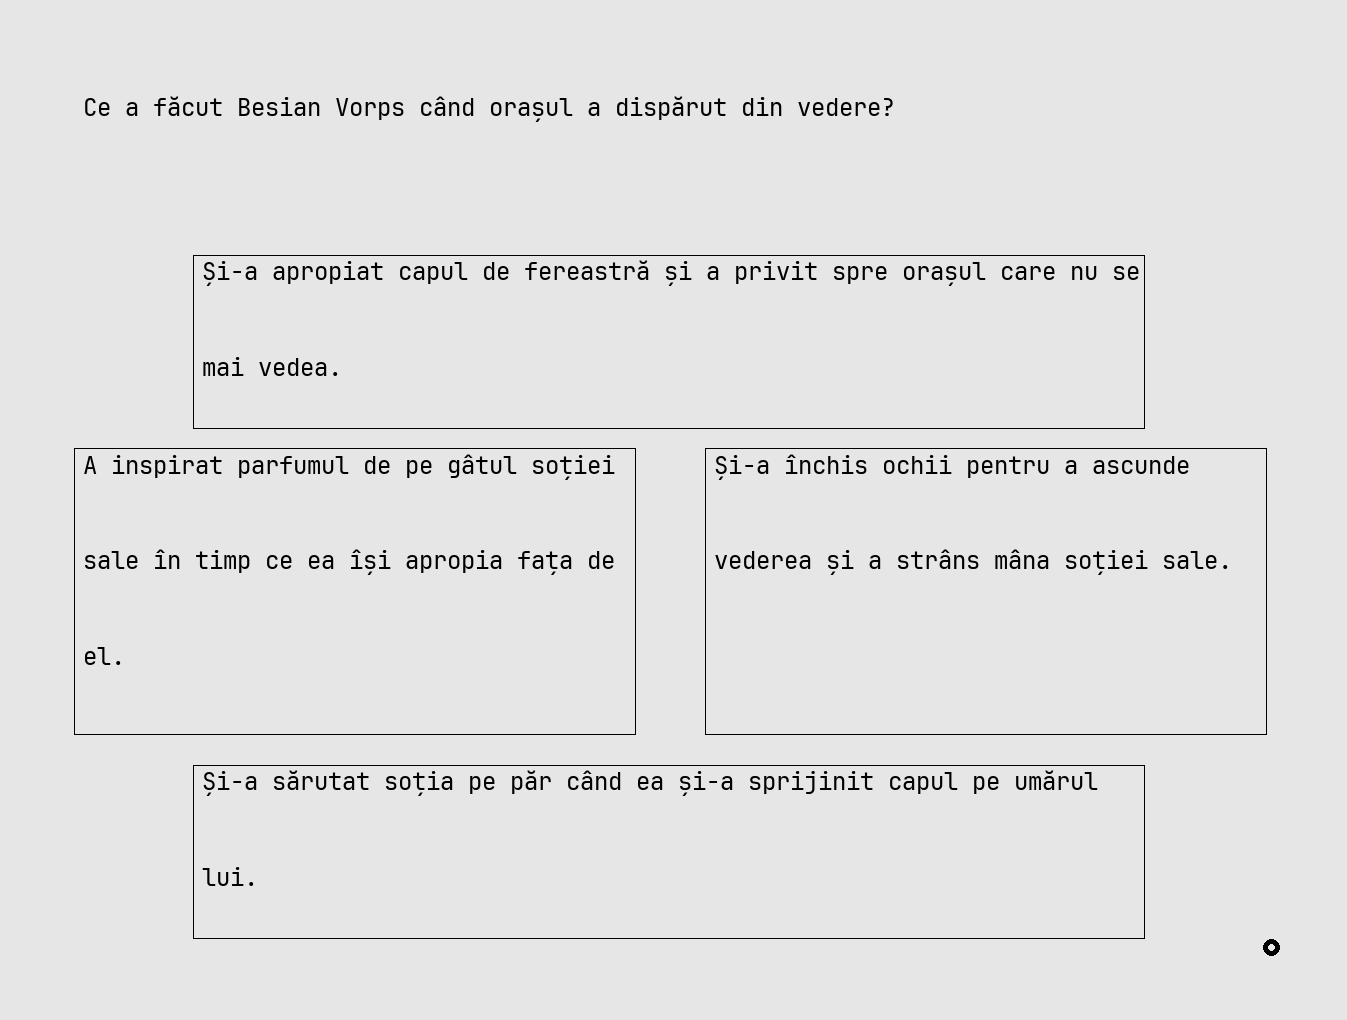 Ce a făcut Besian Vorps când orașul a dispărut din vedere?
Și-a apropiat capul de fereastră și a privit spre orașul care nu se
mai vedea.
A inspirat parfumul de pe gâtul soției
sale în timp ce ea își apropia fața de
el.
Și-a închis ochii pentru a ascunde
vederea și a strâns mâna soției sale.
Și-a sărutat soția pe păr când ea și-a sprijinit capul pe umărul
lui.